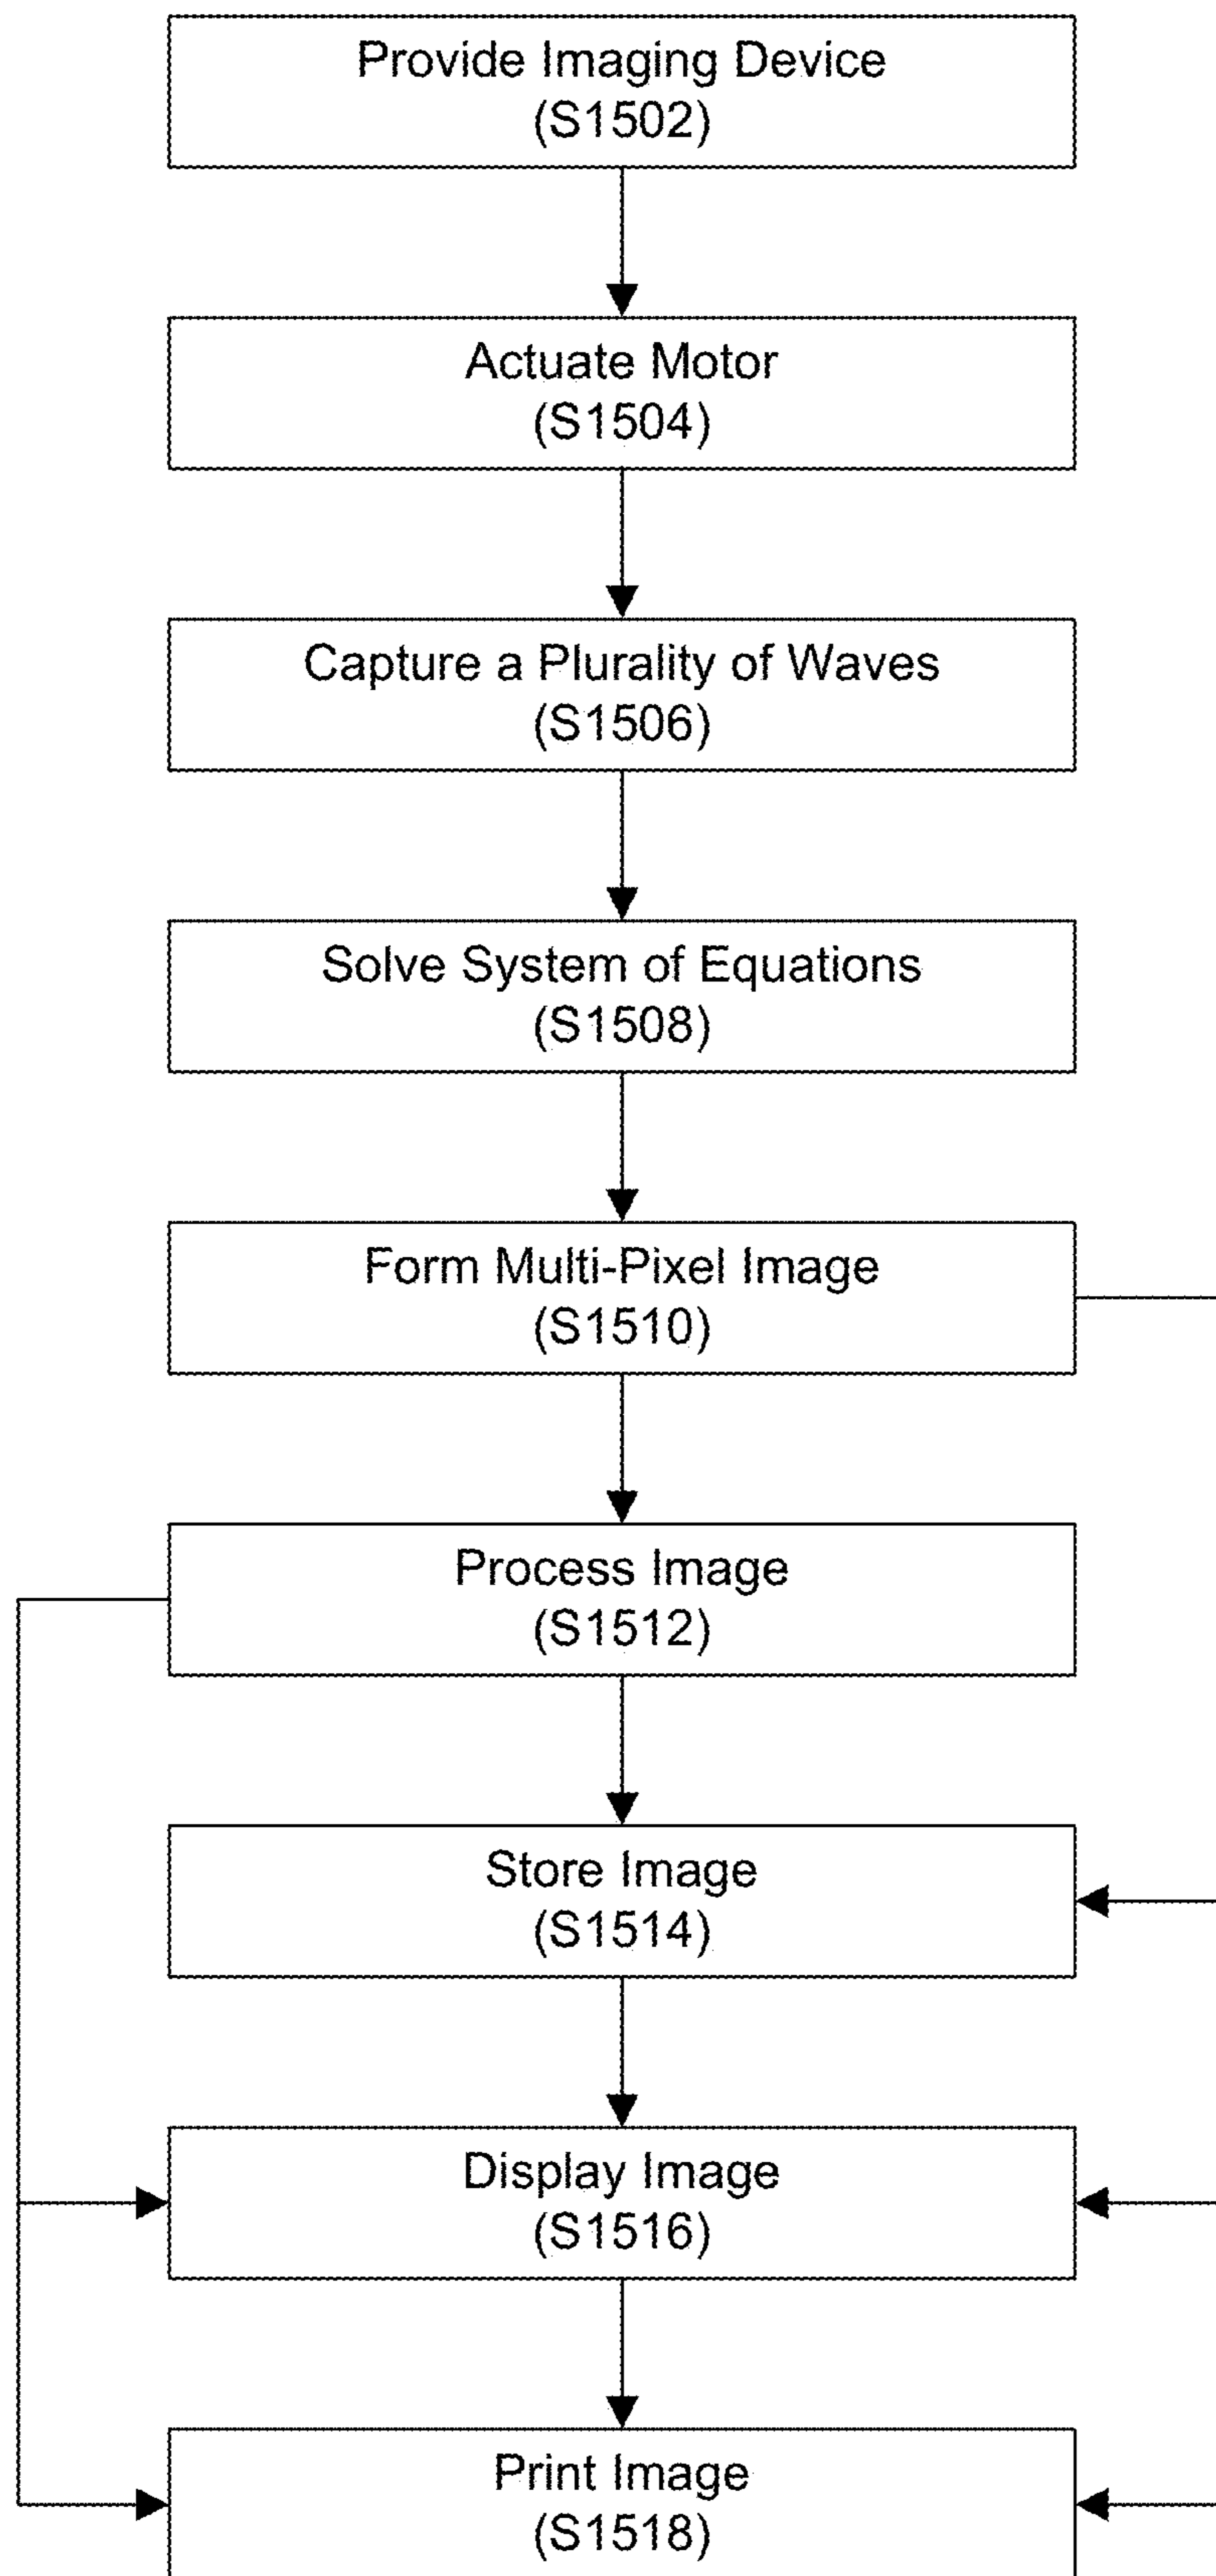 Provide Imaging Device
(S1502)
Actuate Motor
(S1504)
Capture a Plurality of Waves
(S1506)
Solve System of Equations
(S1508)
Form Multi-Pixel Image
(S1510)
Process Image
(S1512)
Store Image
(S1514)
Display Image
(S1516)
Print Image
(S1518)